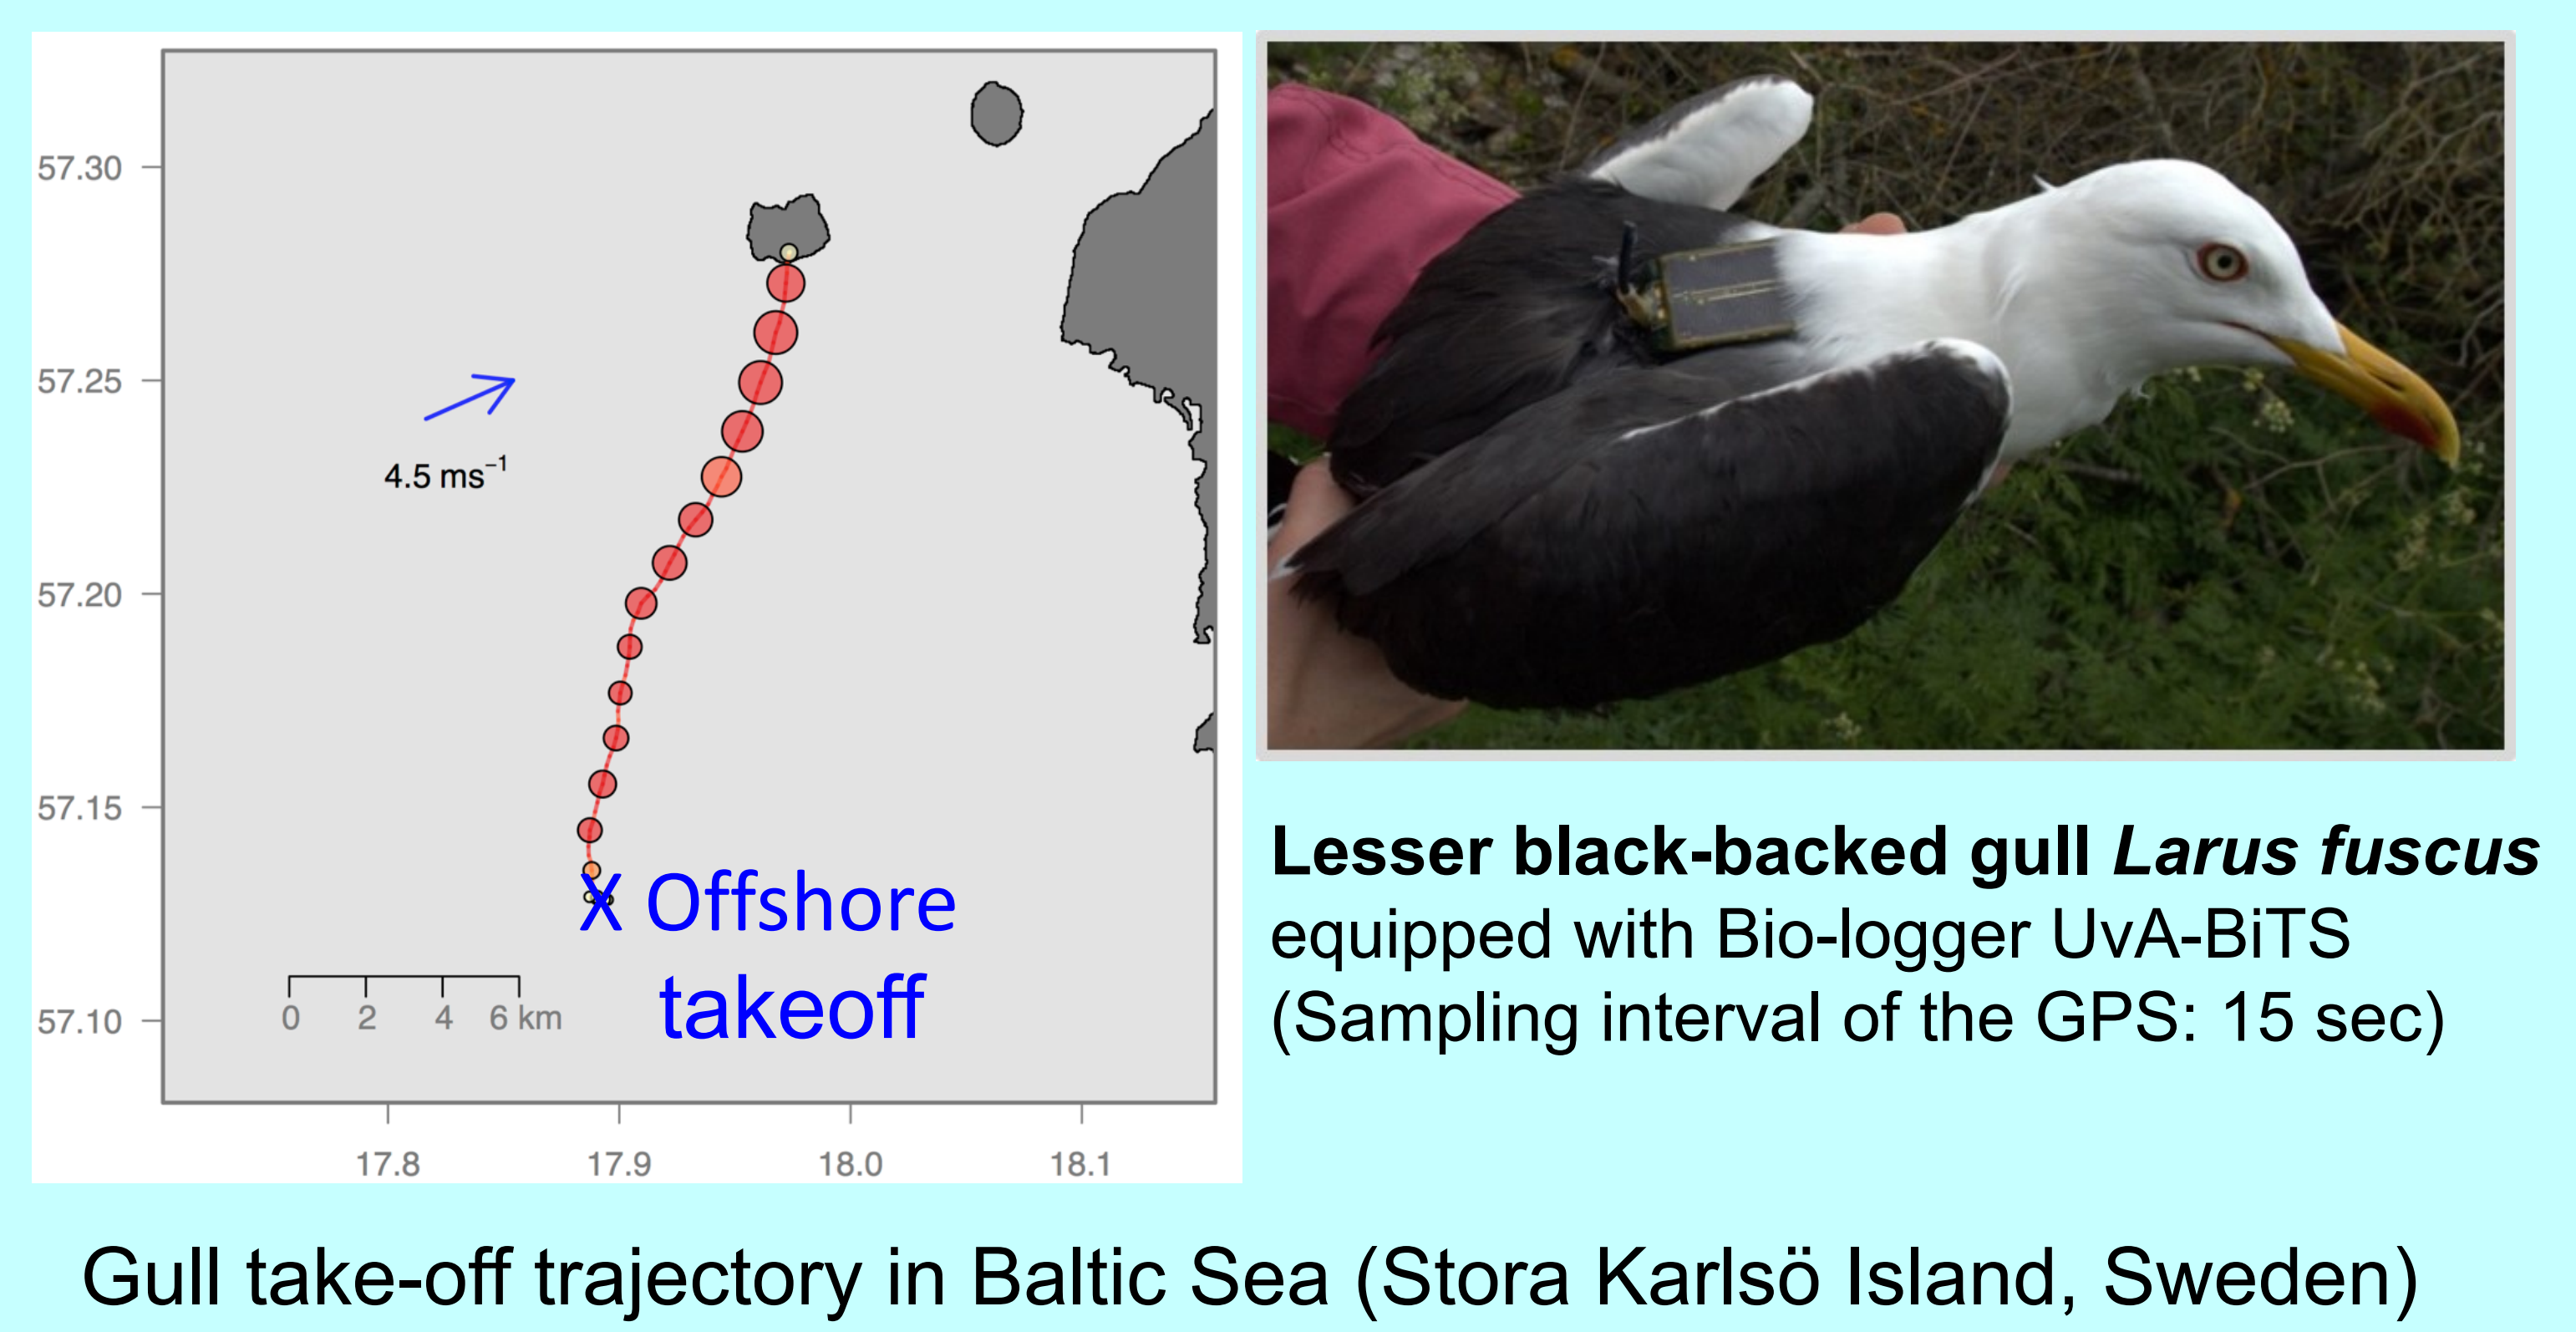 57.30
57.25
57.20
57.15
57.10
4.5 ms⁻¹
X Offshore
takeoff
0 2 4 6 km
17.8 17.9 18.0 18.1
Lesser black-backed gull Larus fuscus
equipped with Bio-logger UvA-BiTS
(Sampling interval of the GPS: 15 sec)
Gull take-off trajectory in Baltic Sea (Stora Karlsö Island, Sweden)